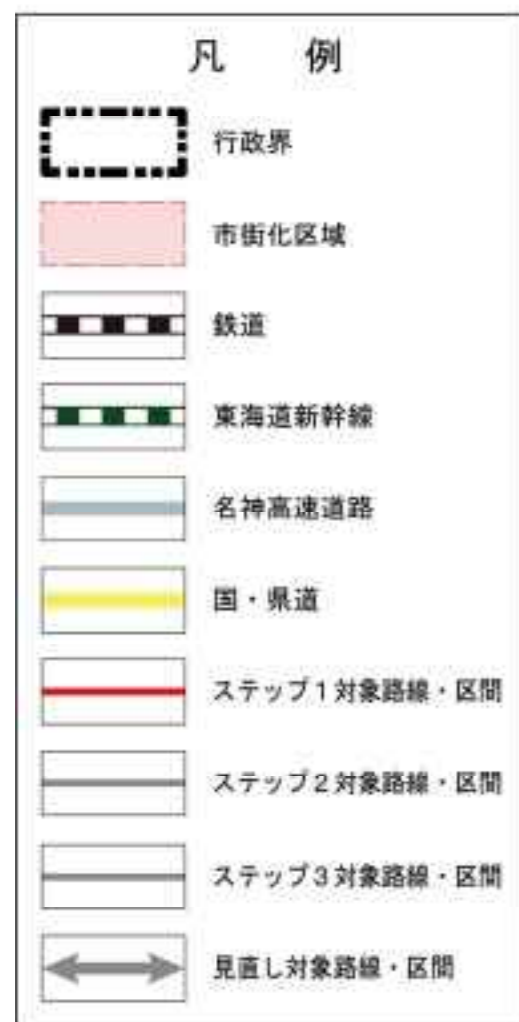 凡　例
行政界
市街化区域
鉄道
東海道新幹線
名神高速道路
国・県道
ステップ１対象路線・区間
ステップ２対象路線・区間
ステップ３対象路線・区間
見直し対象路線・区間